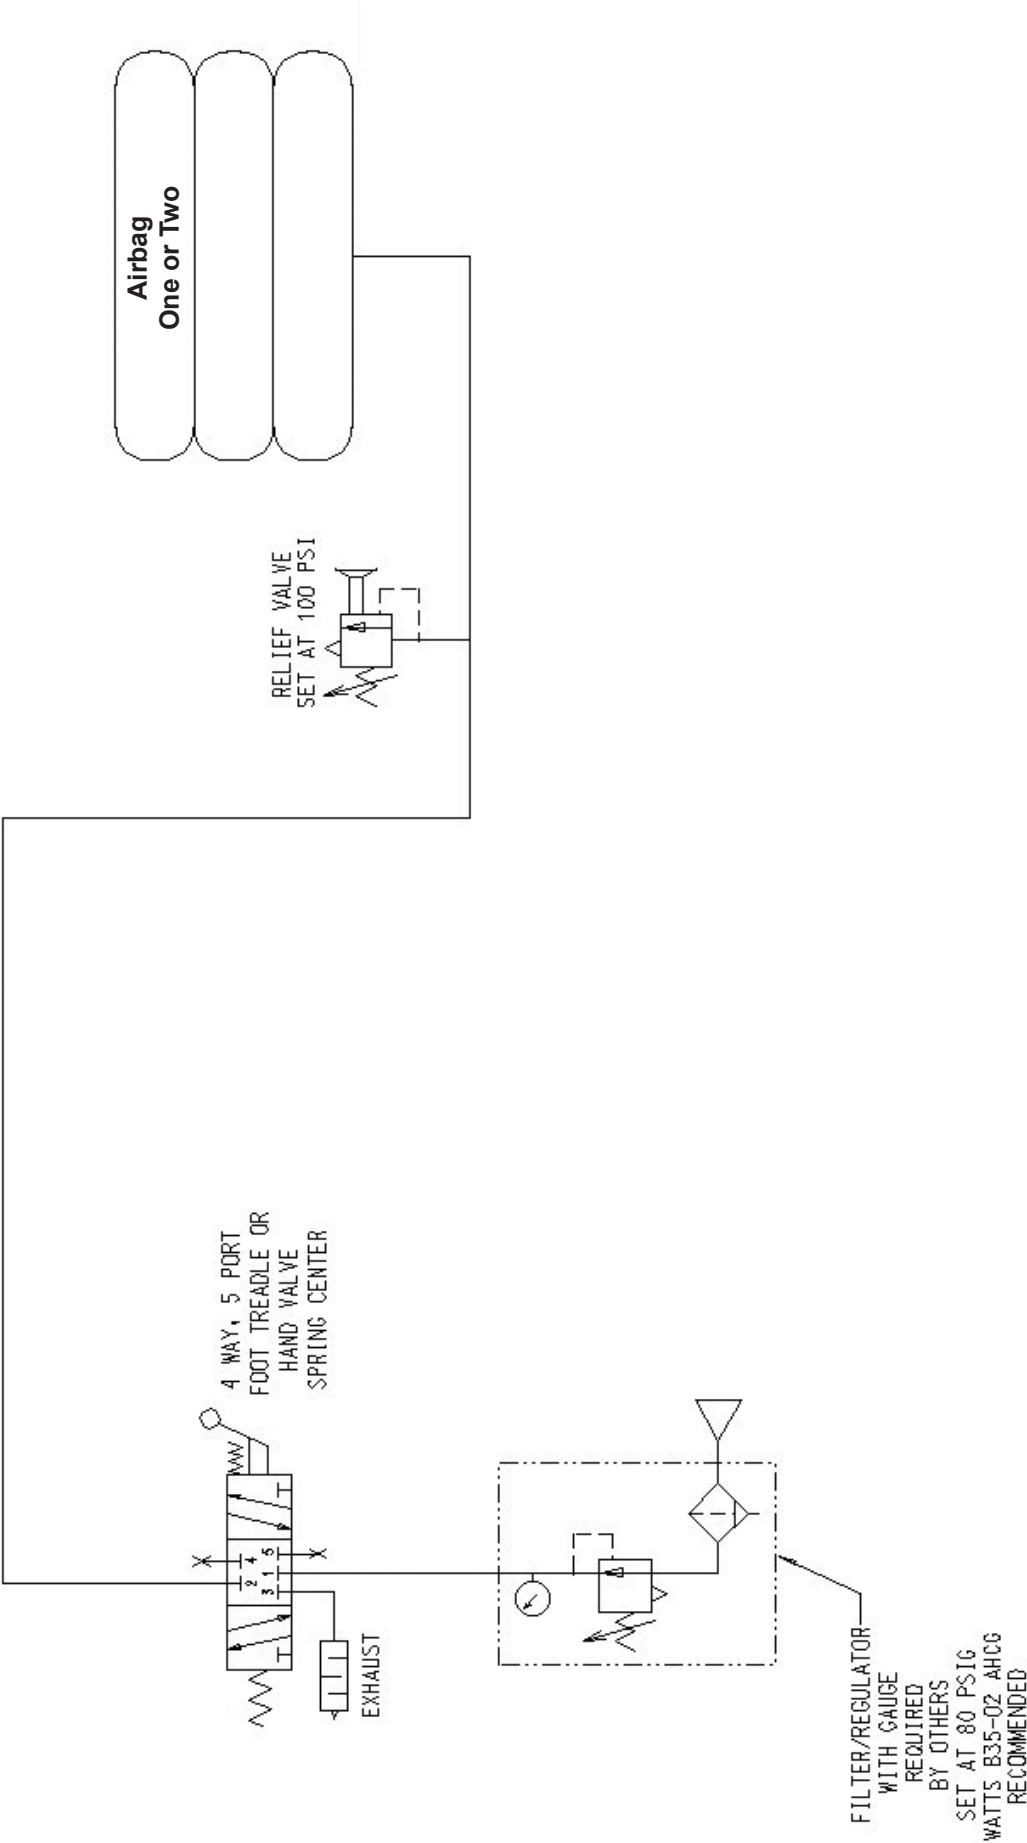 Airbag
One or Two
RELIEF VALVE
SET AT 100 PSI
4 WAY, 5 PORT
FOOT TREADLE OR
HAND VALVE
SPRING CENTER
2 4
3 1 5
EXHAUST
FILTER/REGULATOR
WITH GAUGE
REQUIRED
BY OTHERS
SET AT 80 PSIG
WATTS B35-02 AHCG
RECOMMENDED